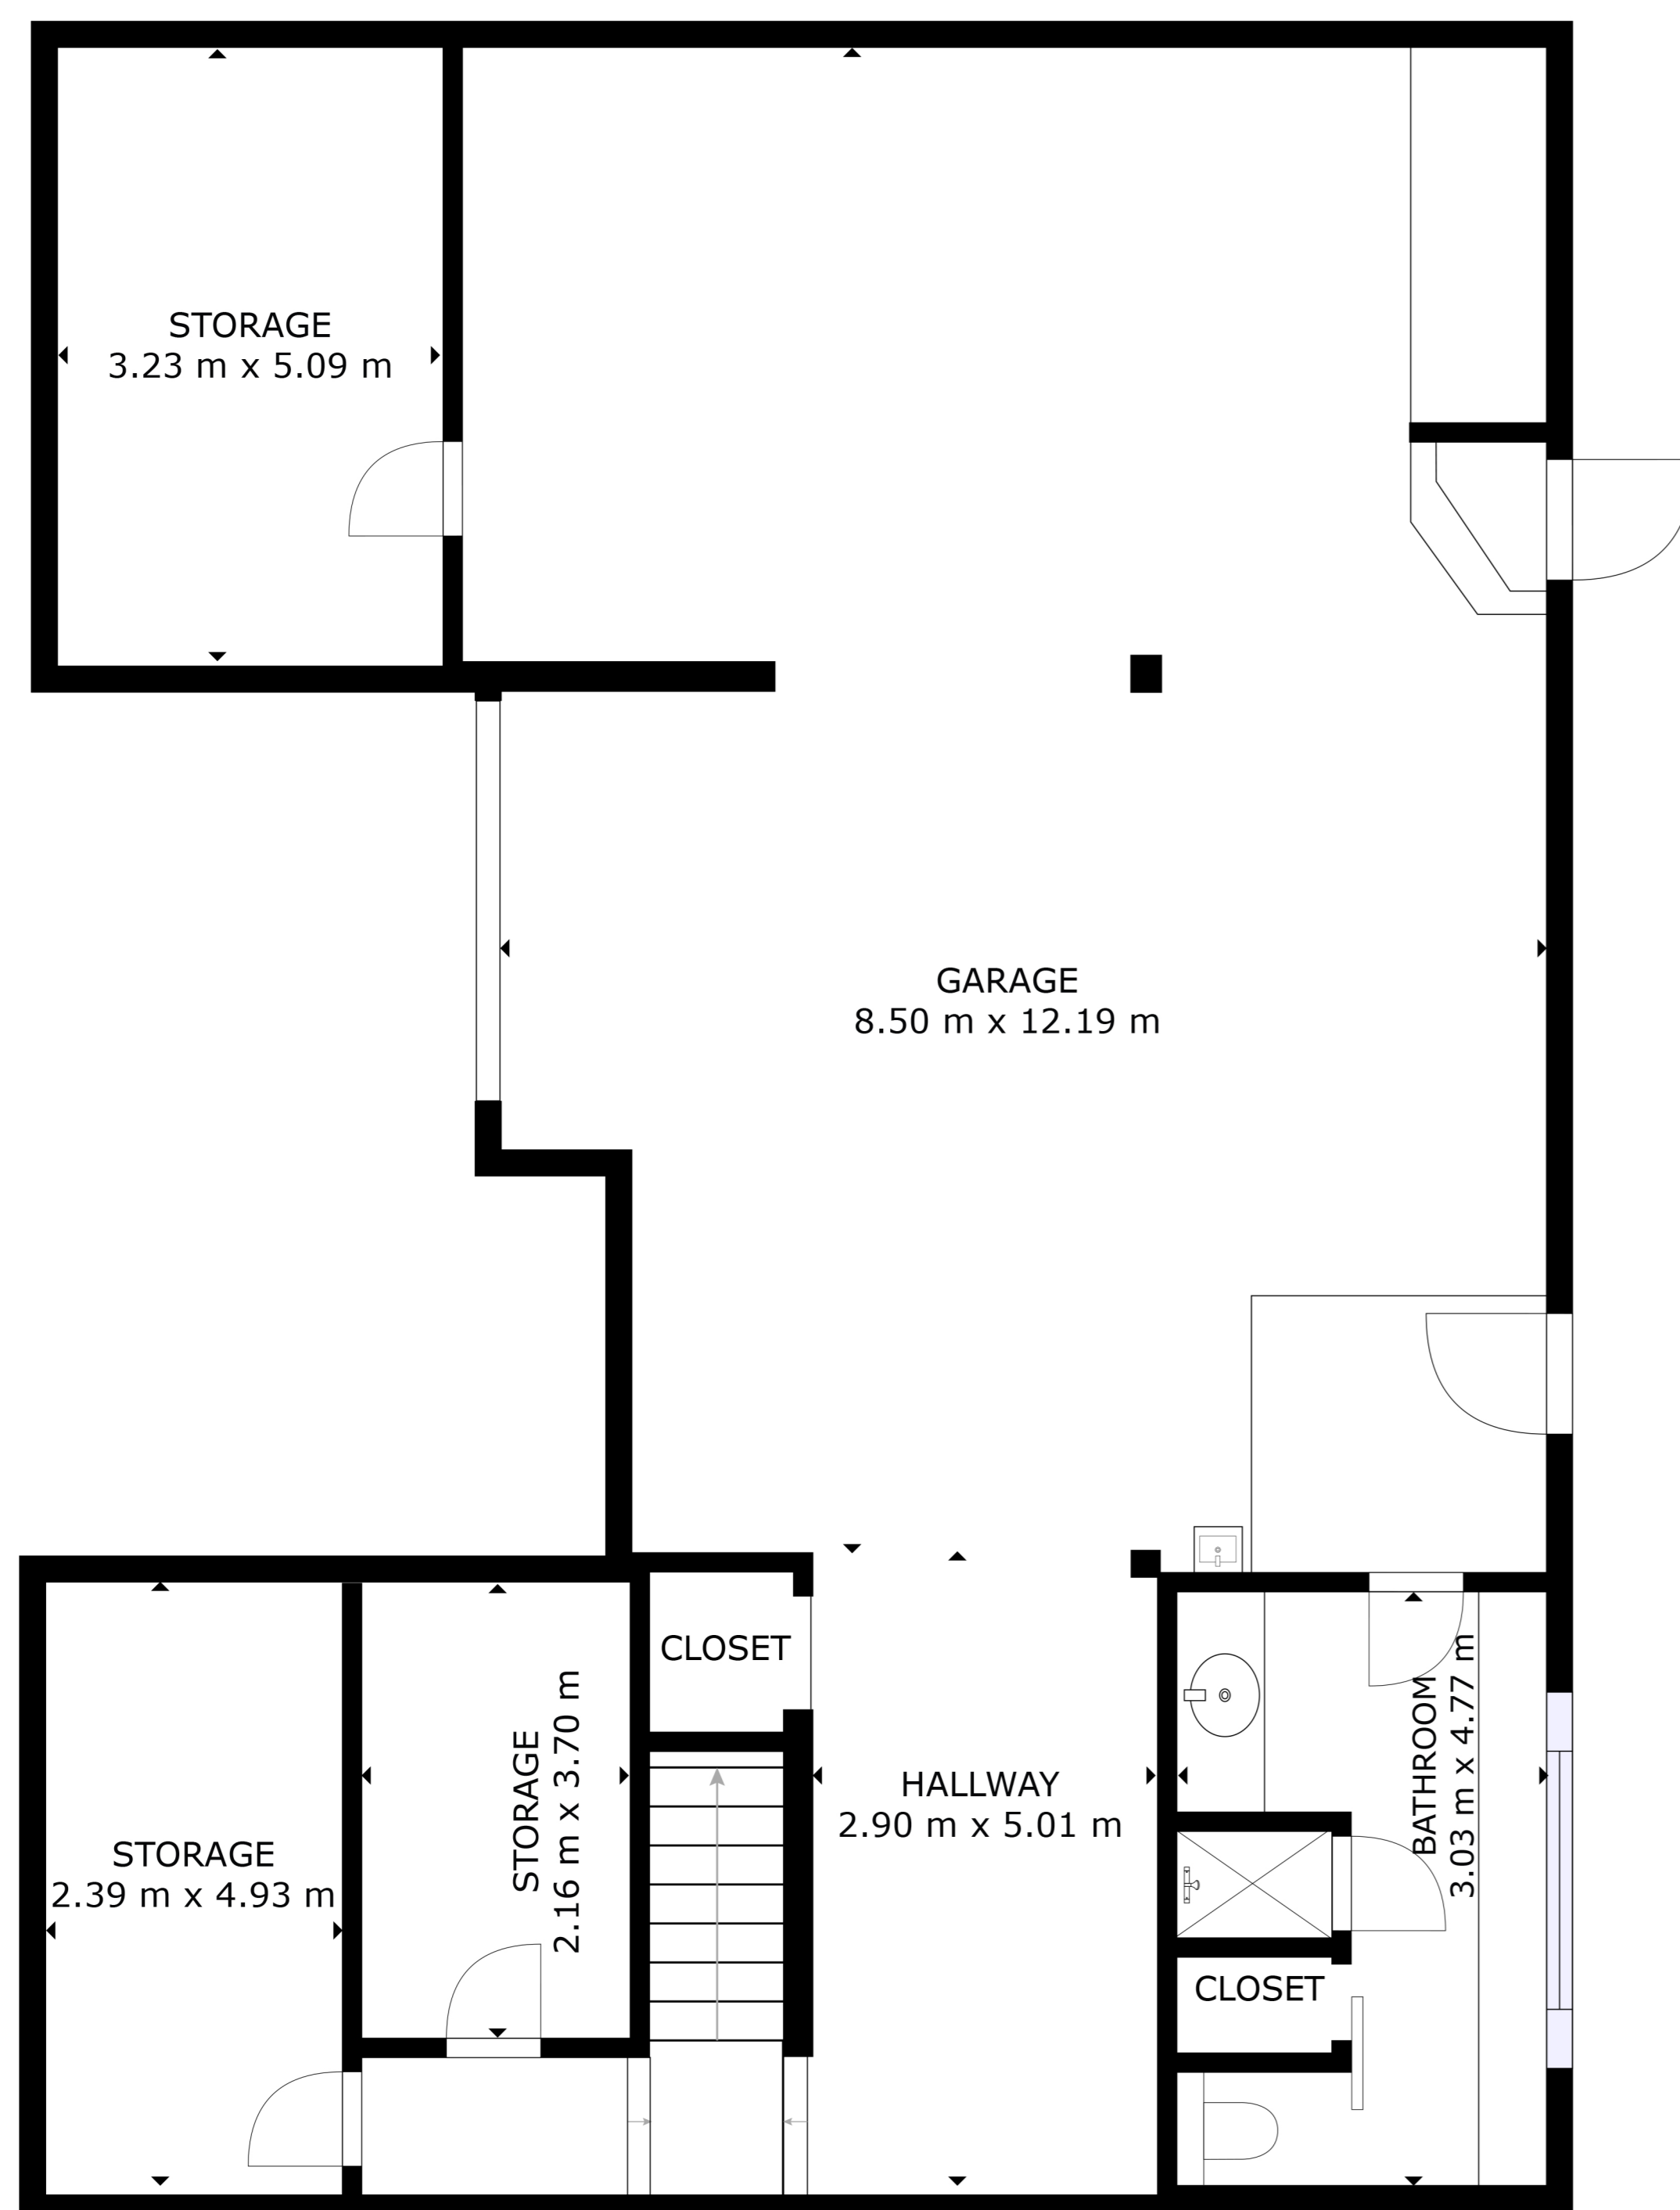 STORAGE
3.23 m x 5.09 m
GARAGE
8.50 m x 12.19 m
CLOSET
HALLWAY
2.90 m x 5.01 m
BATHROOM
3.03 m x 4.77 m
STORAGE
2.16 m x 3.70 m
STORAGE
2.39 m x 4.93 m
CLOSET